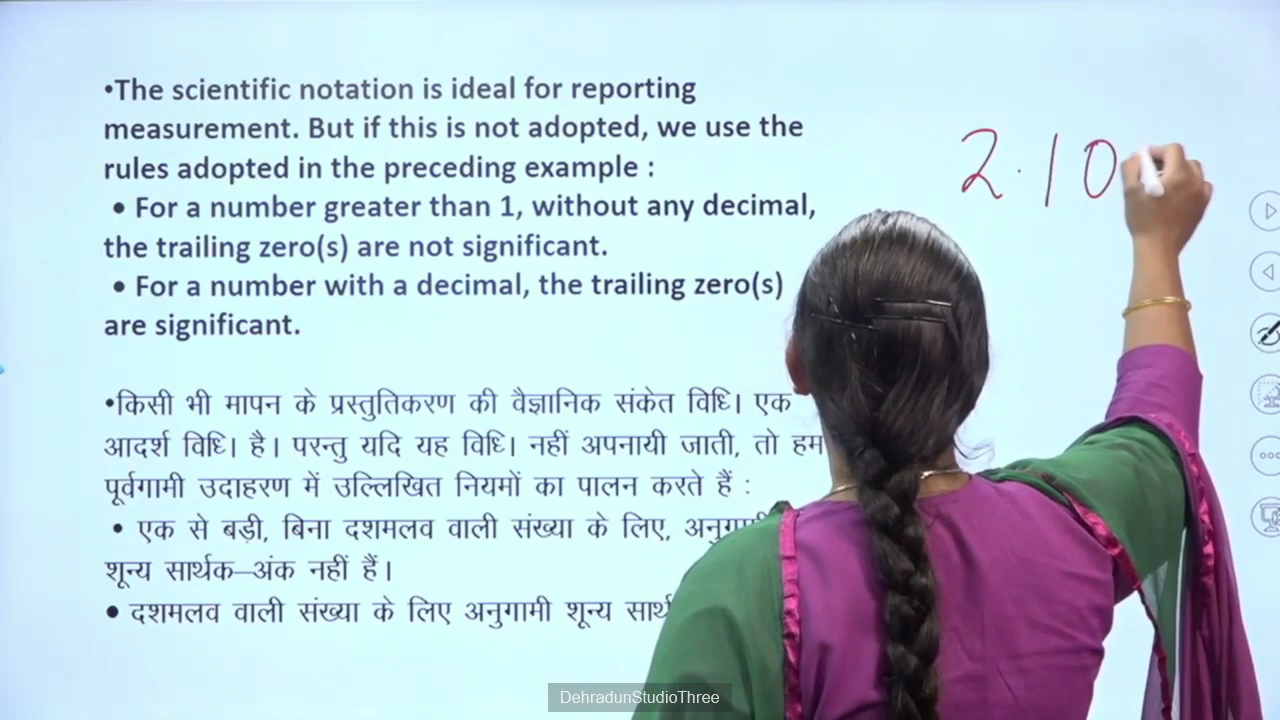 •The scientific notation is ideal for reporting
measurement. But if this is not adopted, we use the
rules adopted in the preceding example :
• For a number greater than 1, without any decimal,
the trailing zero(s) are not significant.
• For a number with a decimal, the trailing zero(s)
are significant.
2.10
•किसी भी मापन के प्रस्तुतिकरण की वैज्ञानिक संकेत विधि। एक
आदर्श विधि। है। परन्तु यदि यह विधि। नहीं अपनायी जाती, तो हम
पूर्वगामी उदाहरण में उल्लिखित नियमों का पालन करते हैं :
• एक से बड़ी, बिना दशमलव वाली संख्या के लिए, अनुगामी
शून्य सार्थक–अंक नहीं हैं।
● दशमलव वाली संख्या के लिए अनुगामी शून्य
DehradunStudioThree